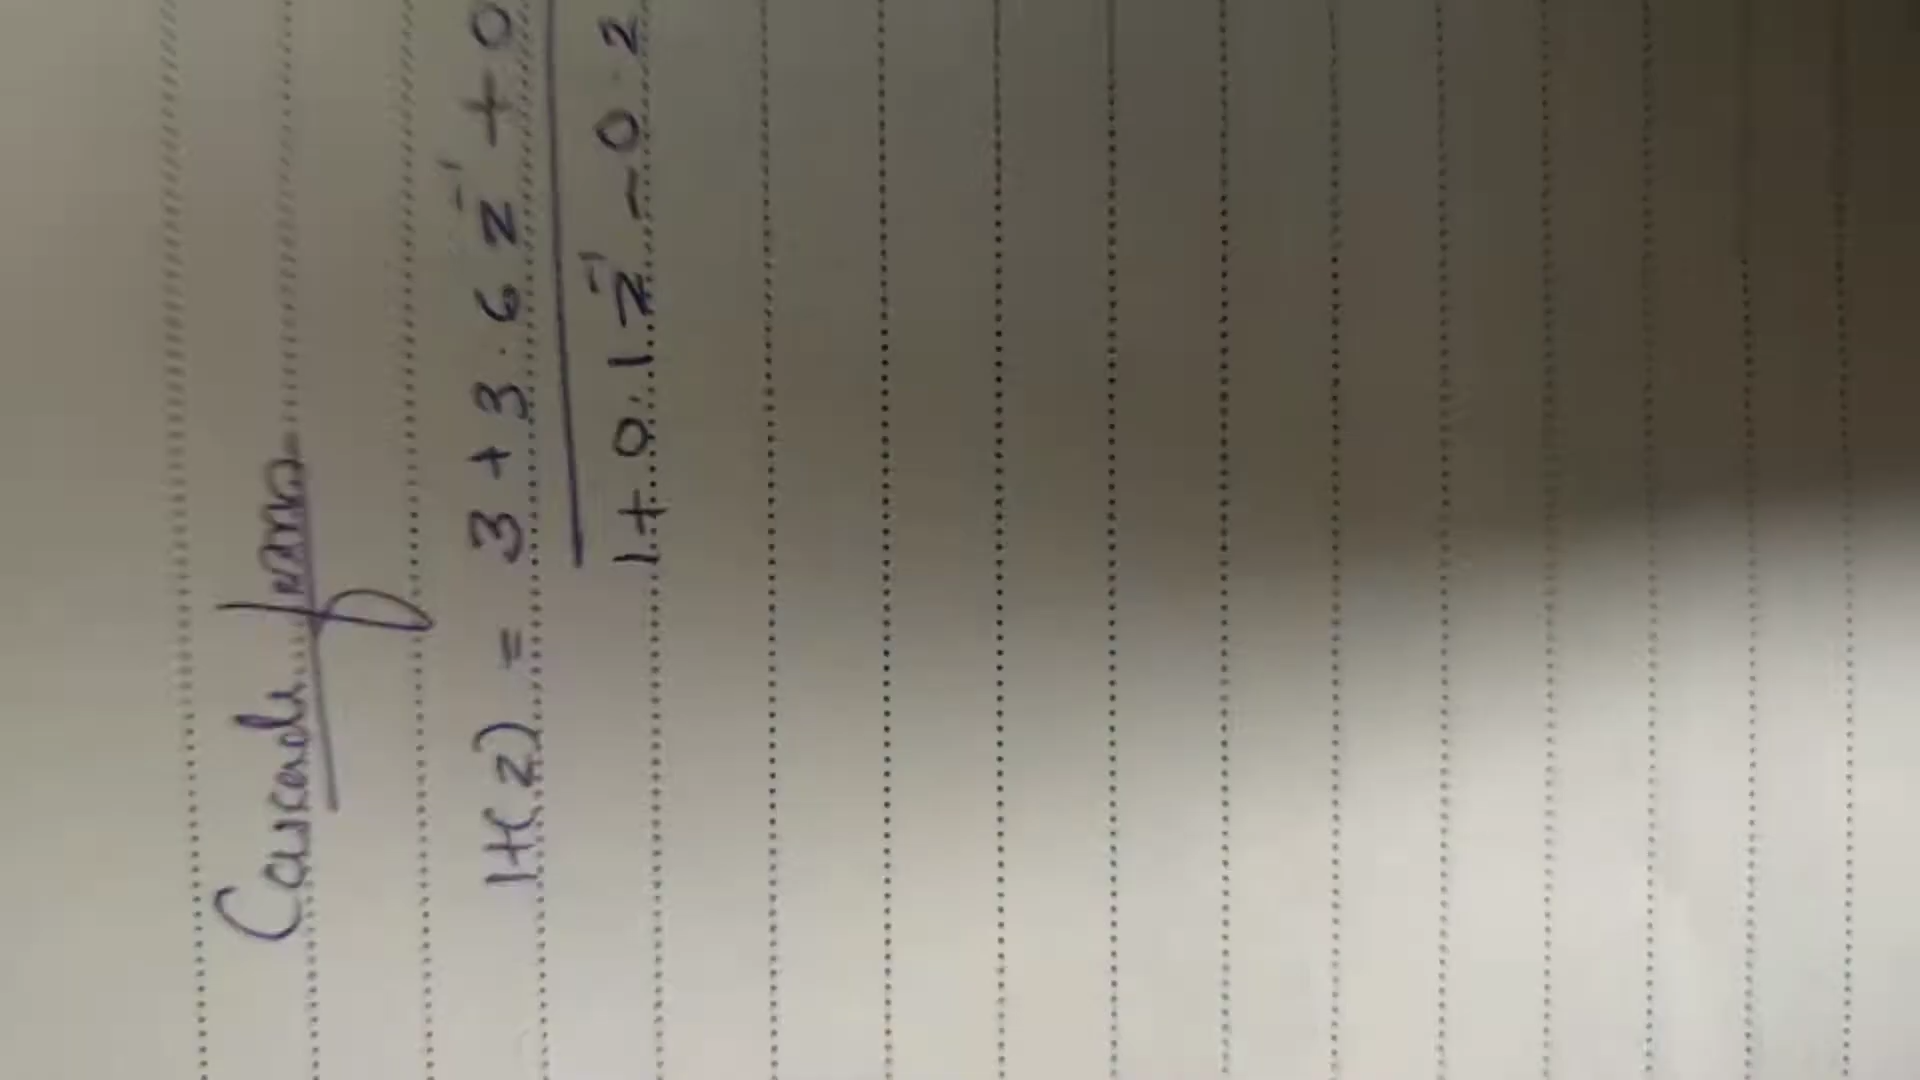 Cascade form
H(z) = 3 + 3.6 z⁻¹ + 0
1 + 0.1 z⁻¹ - 0.2